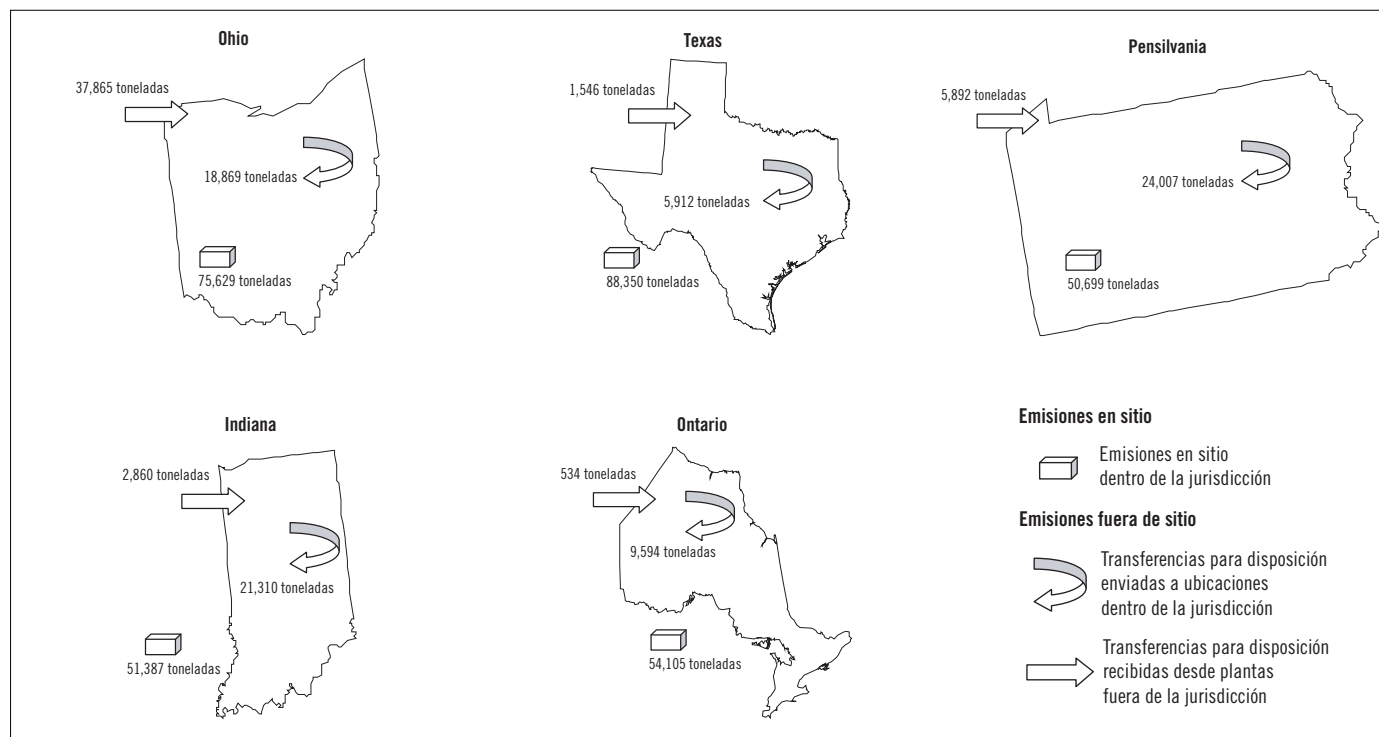 Ohio
37,865 toneladas
18,869 toneladas
75,629 toneladas
Texas
1,546 toneladas
5,912 toneladas
88,350 toneladas
Pensilvania
5,892 toneladas
24,007 toneladas
50,699 toneladas
Indiana
2,860 toneladas
21,310 toneladas
51,387 toneladas
Ontario
534 toneladas
9,594 toneladas
54,105 toneladas
Emisiones en sitio
Emisiones en sitio
dentro de la jurisdicción
Emisiones fuera de sitio
Transferencias para disposición
enviadas a ubicaciones
dentro de la jurisdicción
Transferencias para disposición
recibidas desde plantas
fuera de la jurisdicción